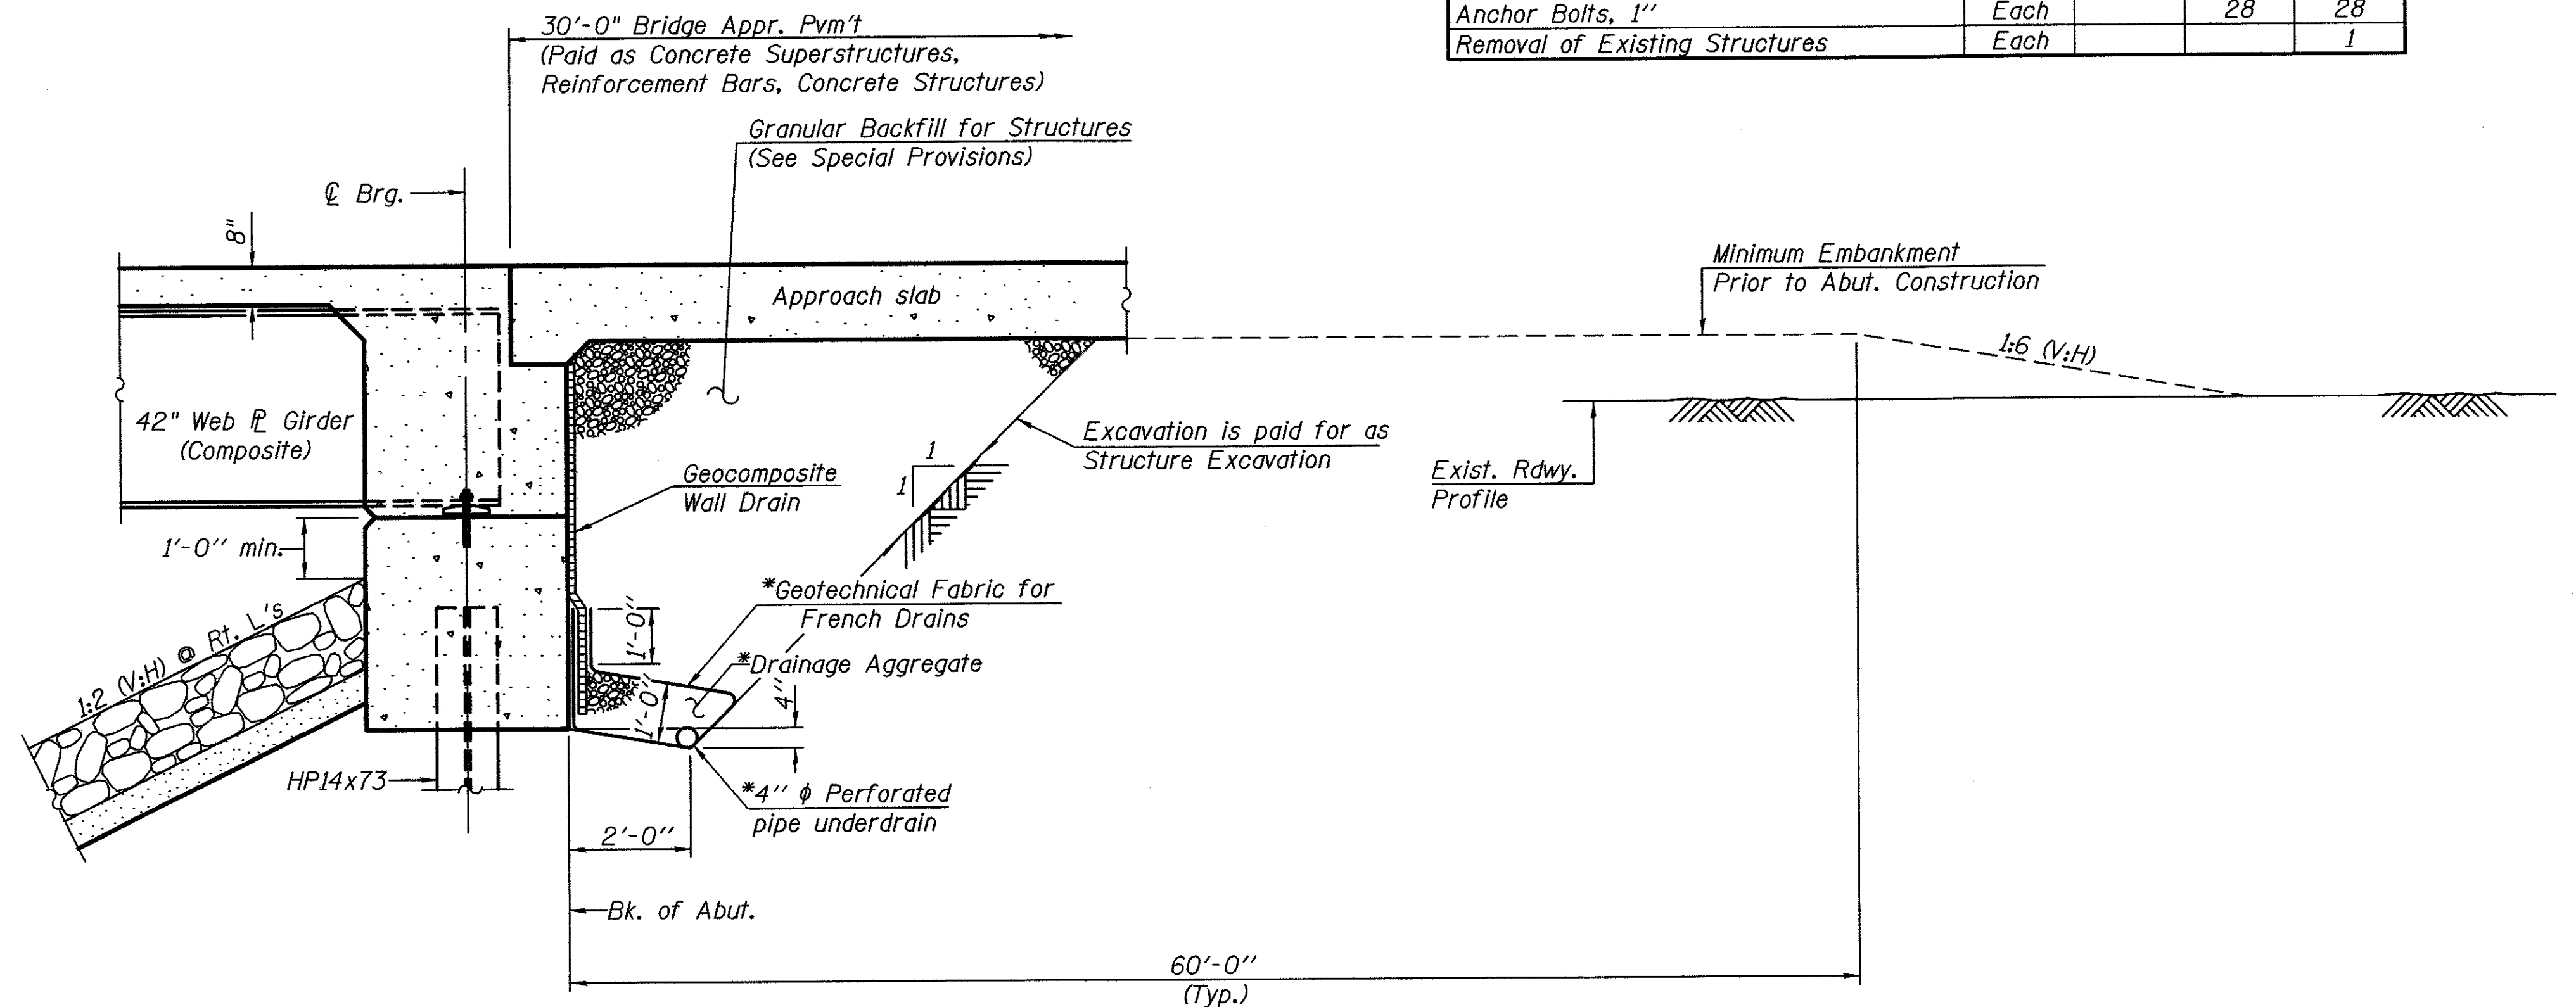 Anchor Bolts, 1" Each 28 28
Removal of Existing Structures Each 1
30'-0" Bridge Appr. Pvm't
(Paid as Concrete Superstructures,
Reinforcement Bars, Concrete Structures)
Granular Backfill for Structures
(See Special Provisions)
℄ Brg.
8"
Approach slab
Minimum Embankment
Prior to Abut. Construction
1:6 (V:H)
42" Web ℙL Girder
(Composite)
Excavation is paid for as
Structure Excavation
1
1
Exist. Rdwy.
Profile
Geocomposite
Wall Drain
1'-0" min.
*Geotechnical Fabric for
French Drains
1'-0"
*Drainage Aggregate
1:2 (V:H) @ Rt. L's
1'-0"
4"
HP14x73
*4" ϕ Perforated
pipe underdrain
2'-0"
Bk. of Abut.
60'-0"
(Typ.)